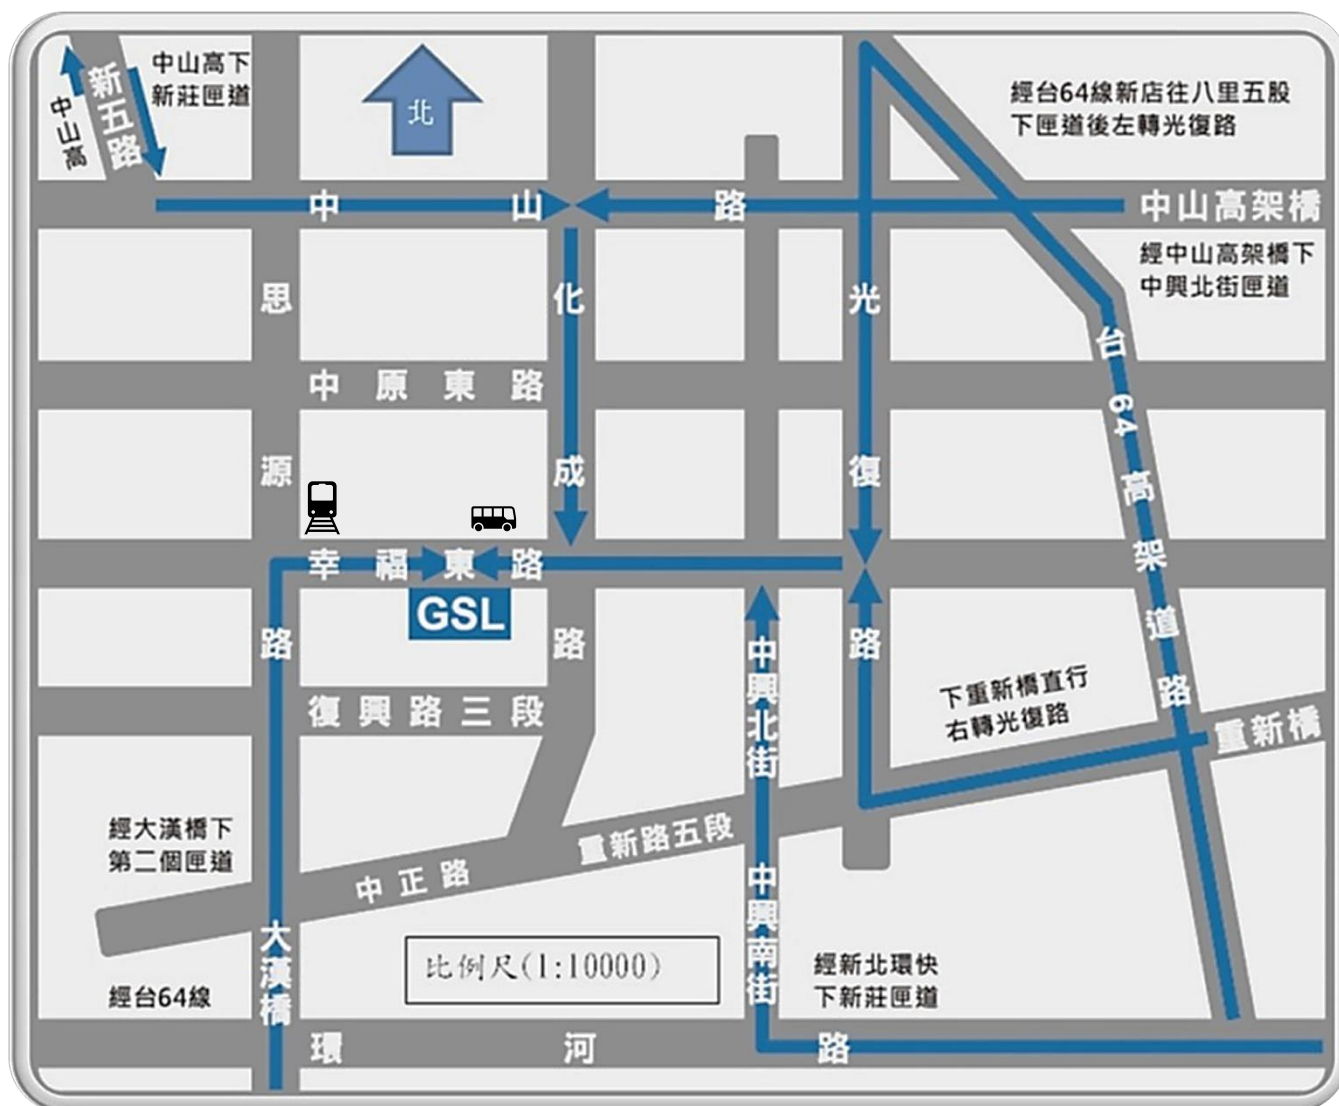 中山高
新五路
中山高下
新莊匝道
北
經台64線新店往八里五股
下匝道後左轉光復路
中山路
中山高架橋
經中山高架橋下
中興北街匝道
思源路
化成路
光復路
台64高架道路
中原東路
幸福東路
GSL
復興路三段
中興北街
下重新橋直行
右轉光復路
重新橋
重新路五段
中正路
經大漢橋下
第二個匝道
大漢橋
經台64線
比例尺(1:10000)
中興南街
經新北環快
下新莊匝道
環河路